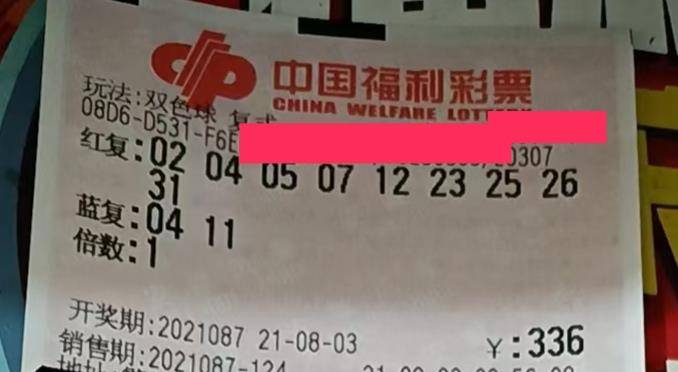 中国福利彩票
CHINA WELFARE LOTTERY
玩法:双色球 复式
08D6-D531-F6E
/20307
红复:02 04 05 07 12 23 25 26
31
蓝复:04 11
倍数:1
开奖期:2021087 21-08-03 ￥:336
销售期:2021087-124